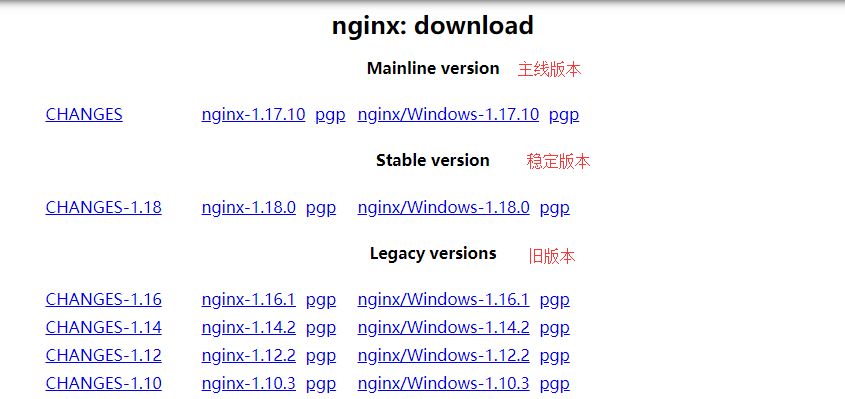 nginx: download
Mainline version 主线版本
CHANGES nginx-1.17.10 pgp nginx/Windows-1.17.10 pgp
Stable version 稳定版本
CHANGES-1.18 nginx-1.18.0 pgp nginx/Windows-1.18.0 pgp
Legacy versions 旧版本
CHANGES-1.16 nginx-1.16.1 pgp nginx/Windows-1.16.1 pgp
CHANGES-1.14 nginx-1.14.2 pgp nginx/Windows-1.14.2 pgp
CHANGES-1.12 nginx-1.12.2 pgp nginx/Windows-1.12.2 pgp
CHANGES-1.10 nginx-1.10.3 pgp nginx/Windows-1.10.3 pgp